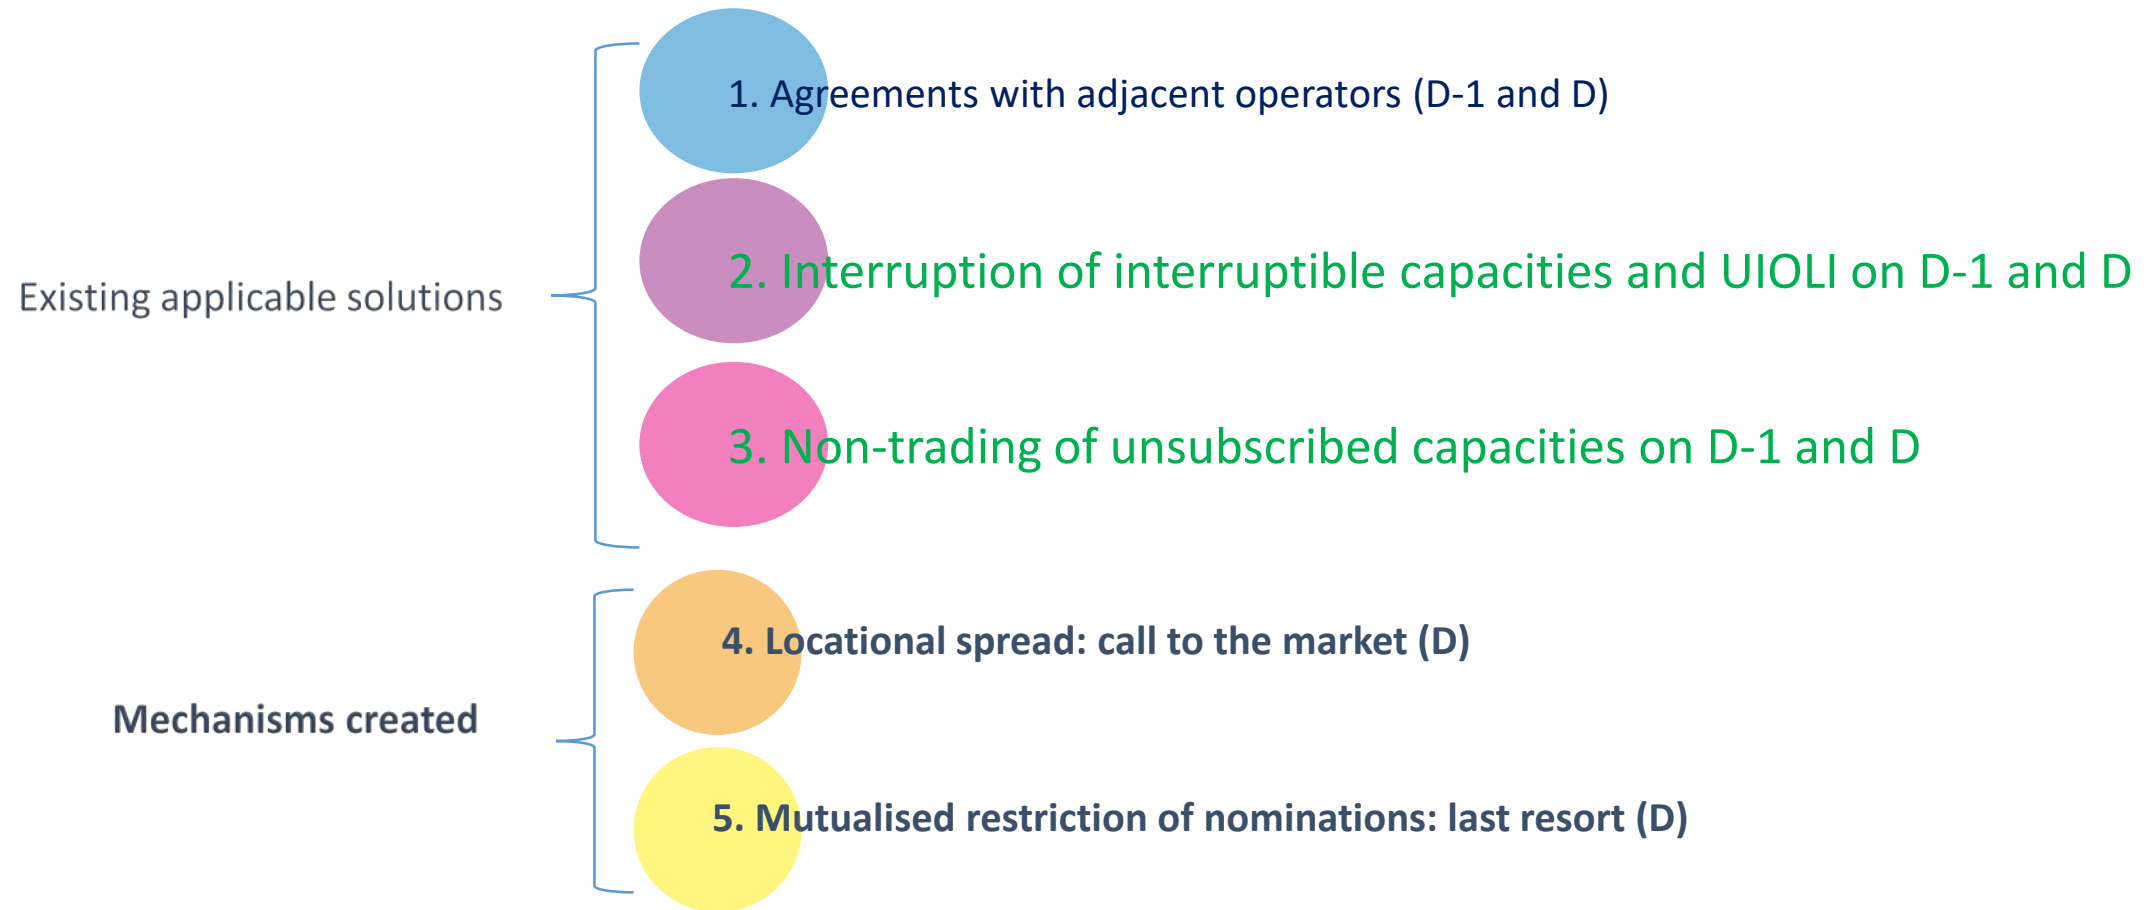 Existing applicable solutions
1. Agreements with adjacent operators (D-1 and D)
2. Interruption of interruptible capacities and UIOLI on D-1 and D
3. Non-trading of unsubscribed capacities on D-1 and D
Mechanisms created
4. Locational spread: call to the market (D)
5. Mutualised restriction of nominations: last resort (D)